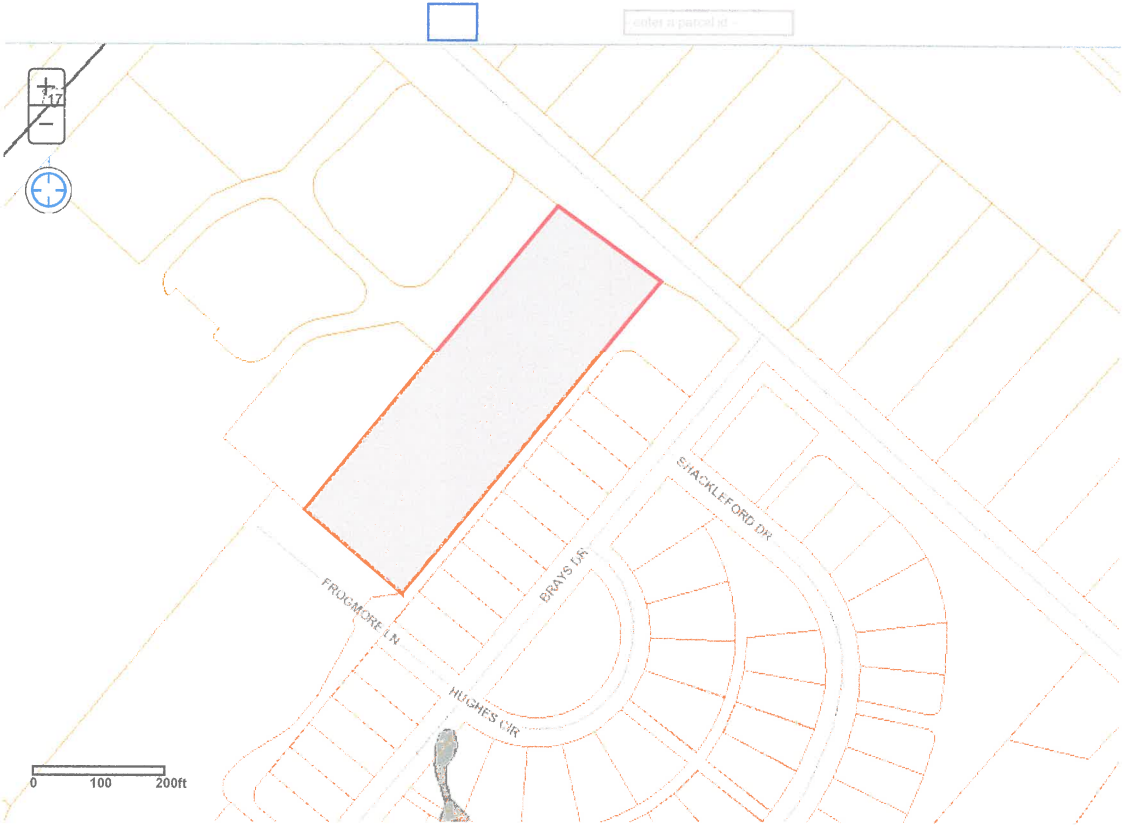 - enter a parcel id -
+
17
−
SHACKLEFORD DR
BRAYS DR
FROGMORE LN
HUGHES CIR
0 100 200ft